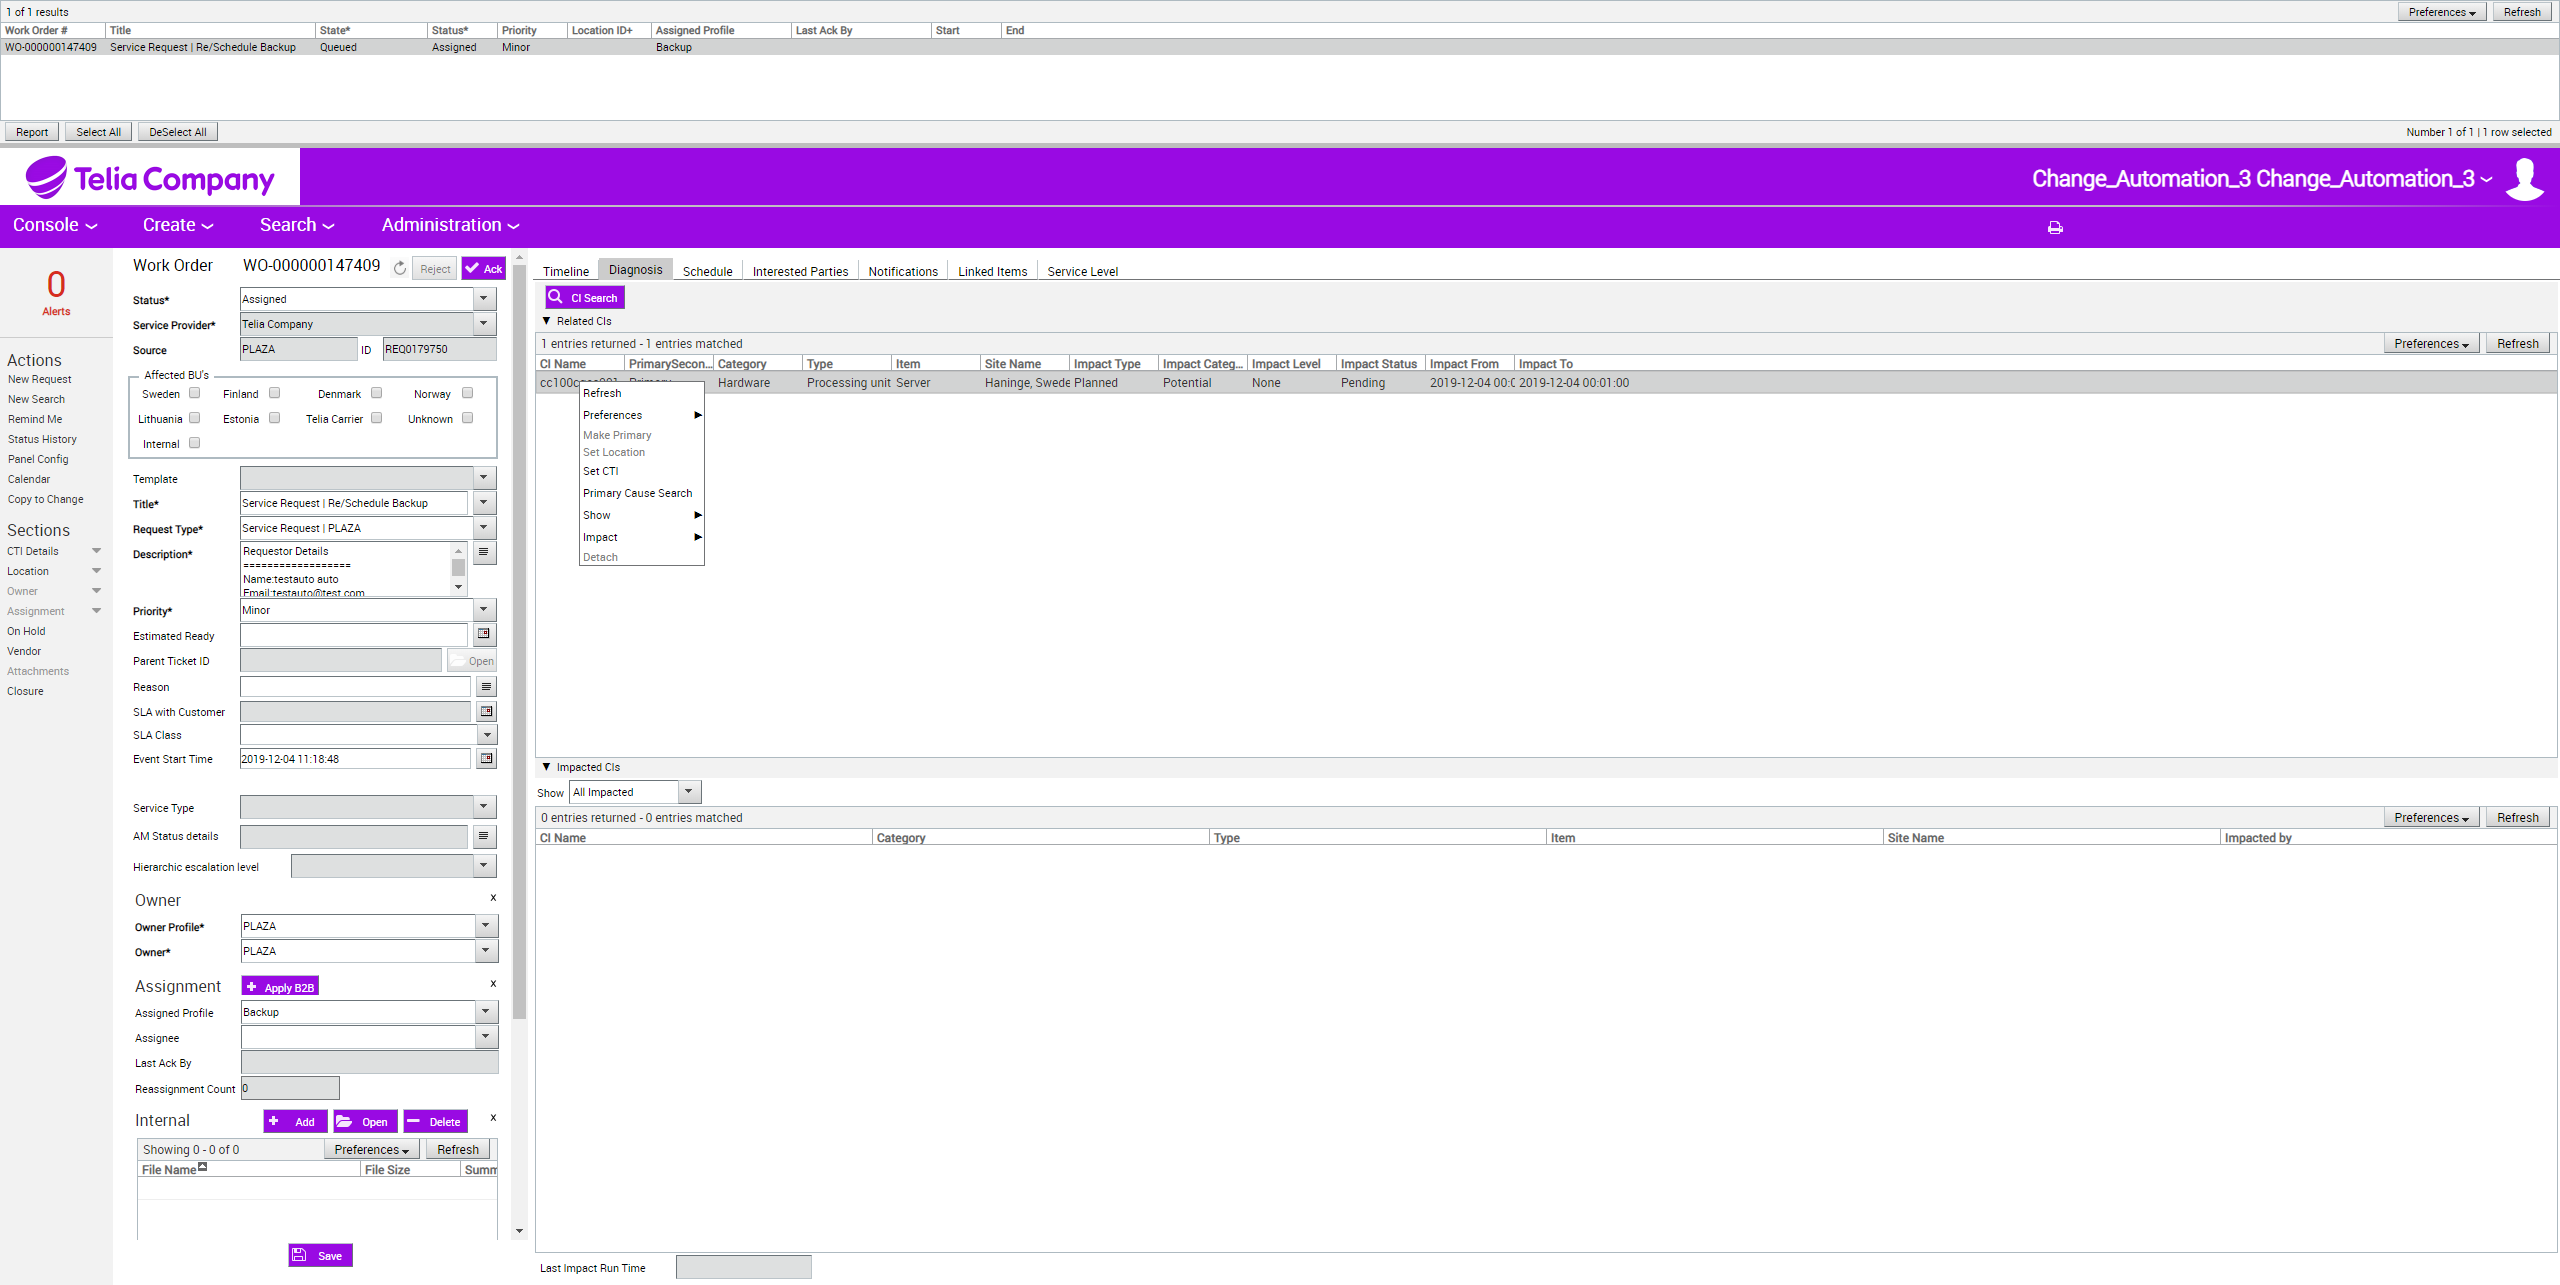 1 of 1 results
Preferences Refresh
Work Order # Title State* Status* Priority Location ID+ Assigned Profile Last Ack By Start End
WO-000000147409 Service Request | Re/Schedule Backup Queued Assigned Minor Backup
Report Select All DeSelect All
Number 1 of 1 | 1 row selected
Telia Company
Change_Automation_3 Change_Automation_3
Console Create Search Administration
0
Alerts
Actions
New Request
New Search
Remind Me
Status History
Panel Config
Calendar
Copy to Change
Sections
CTI Details
Location
Owner
Assignment
On Hold
Vendor
Attachments
Closure
Work Order WO-000000147409 Reject Ack
Status* Assigned
Service Provider* Telia Company
Source PLAZA ID REQ0179750
Affected BU's
Sweden Finland Denmark Norway
Lithuania Estonia Telia Carrier Unknown
Internal
Template
Title* Service Request | Re/Schedule Backup
Request Type* Service Request | PLAZA
Description* Requestor Details
==================
Name:testauto auto
Email:testauto@test.com
Priority* Minor
Estimated Ready
Parent Ticket ID Open
Reason
SLA with Customer
SLA Class
Event Start Time 2019-12-04 11:18:48
Service Type
AM Status details
Hierarchic escalation level
Owner x
Owner Profile* PLAZA
Owner* PLAZA
Assignment Apply B2B x
Assigned Profile Backup
Assignee
Last Ack By
Reassignment Count 0
Internal Add Open Delete x
Showing 0 - 0 of 0 Preferences Refresh
File Name File Size Summ
Save
Timeline Diagnosis Schedule Interested Parties Notifications Linked Items Service Level
CI Search
Related CIs
1 entries returned - 1 entries matched Preferences Refresh
CI Name PrimarySecon... Category Type Item Site Name Impact Type Impact Categ... Impact Level Impact Status Impact From Impact To
Primary Hardware Processing unit Server Haninge, Swede Planned Potential None Pending 2019-12-04 00:0 2019-12-04 00:01:00
Refresh
Preferences
Make Primary
Set Location
Set CTI
Primary Cause Search
Show
Impact
Detach
Impacted CIs
Show All Impacted
0 entries returned - 0 entries matched Preferences Refresh
CI Name Category Type Item Site Name Impacted by
Last Impact Run Time